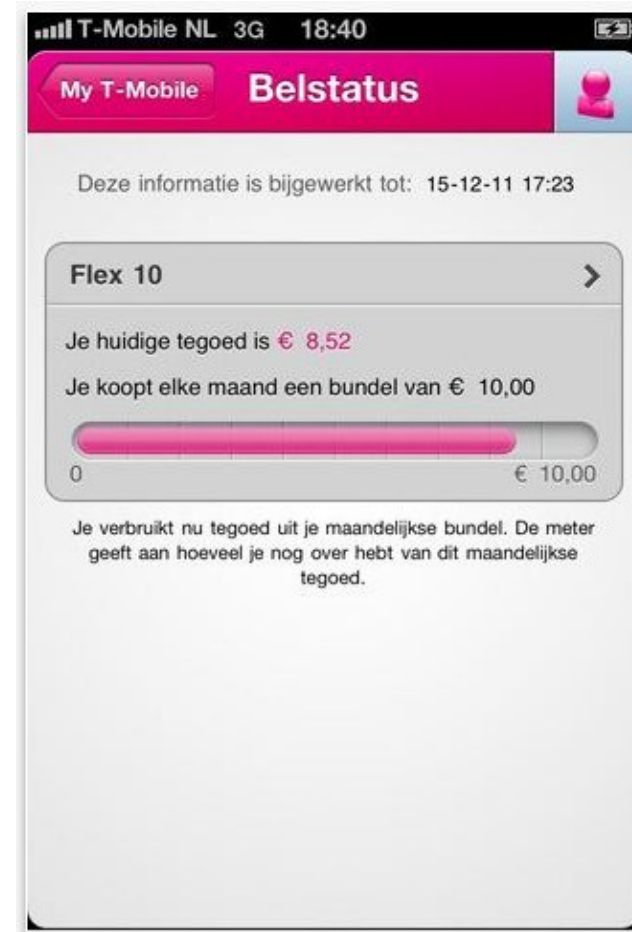 T-Mobile NL 3G 18:40
My T-Mobile Belstatus
Deze informatie is bijgewerkt tot: 15-12-11 17:23
Flex 10
Je huidige tegoed is € 8,52
Je koopt elke maand een bundel van € 10,00
0 € 10,00
Je verbruikt nu tegoed uit je maandelijkse bundel. De meter
geeft aan hoeveel je nog over hebt van dit maandelijkse
tegoed.